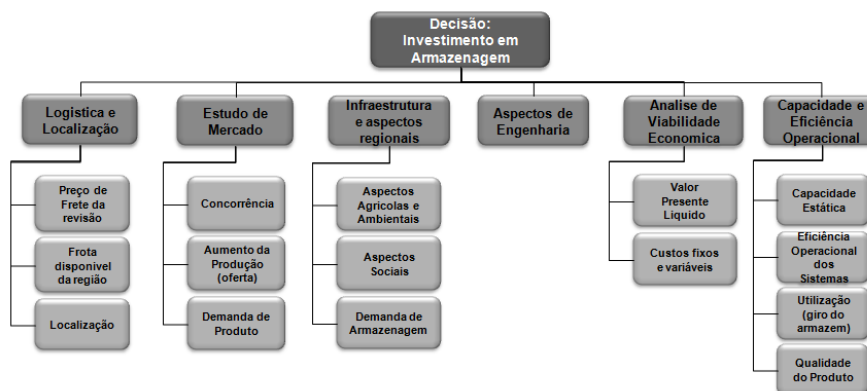 Decisão:
Investimento em
Armazenagem
Logistica e
Localização
Estudo de
Mercado
Infraestrutura
e aspectos
regionais
Aspectos de
Engenharia
Analise de
Viabilidade
Economica
Capacidade e
Eficiência
Operacional
Preço de
Frete da
revisão
Frota
disponivel
da região
Localização
Concorrência
Aumento da
Produção
(oferta)
Demanda de
Produto
Aspectos
Agricolas e
Ambientais
Aspectos
Sociais
Demanda de
Armazenagem
Valor
Presente
Liquido
Custos fixos
e variáveis
Capacidade
Estática
Eficiência
Operacional
dos
Sistemas
Utilização
(giro do
armazem)
Qualidade
do Produto